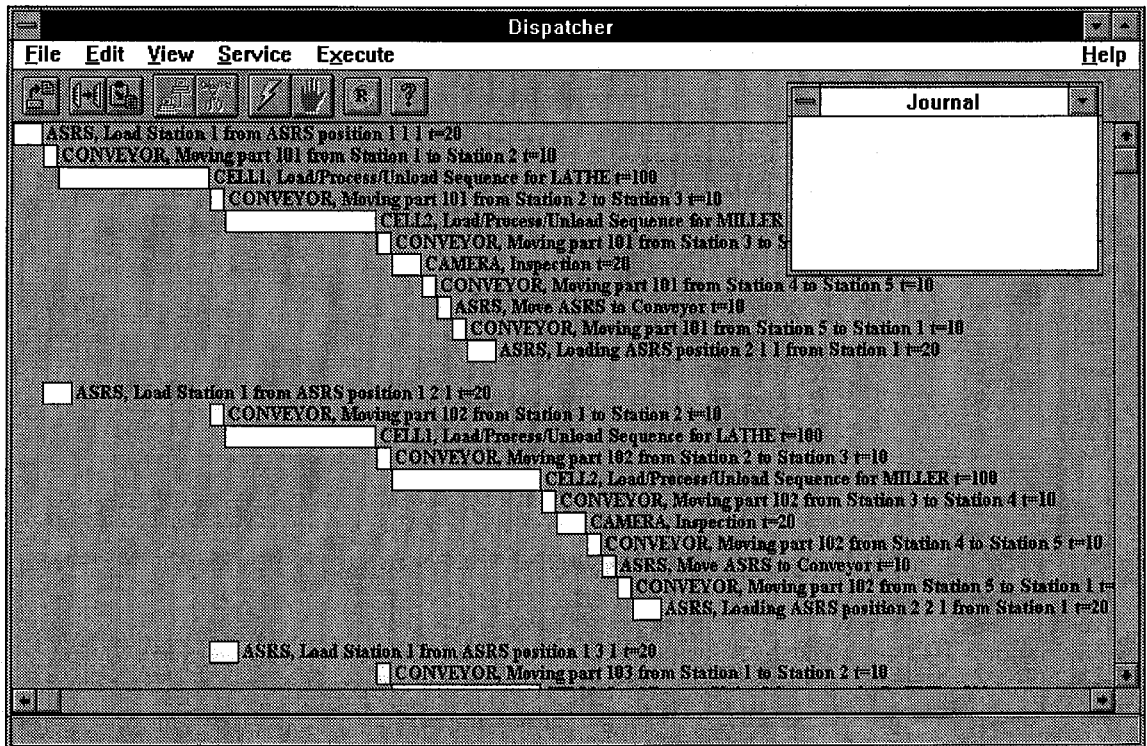 Dispatcher
File Edit View Service Execute Help
R ?
Journal
ASRS, Load Station 1 from ASRS position 1 1 1 t=20
CONVEYOR, Moving part 101 from Station 1 to Station 2 t=10
CELL1, Load/Process/Unload Sequence for LATHE t=100
CONVEYOR, Moving part 101 from Station 2 to Station 3 t=10
CELL2, Load/Process/Unload Sequence for MILLER
CONVEYOR, Moving part 101 from Station 3 to S
CAMERA, Inspection t=20
CONVEYOR, Moving part 101 from Station 4 to Station 5 t=10
ASRS, Move ASRS to Conveyor t=10
CONVEYOR, Moving part 101 from Station 5 to Station 1 t=10
ASRS, Loading ASRS position 2 1 1 from Station 1 t=20
ASRS, Load Station 1 from ASRS position 1 2 1 t=20
CONVEYOR, Moving part 102 from Station 1 to Station 2 t=10
CELL1, Load/Process/Unload Sequence for LATHE t=100
CONVEYOR, Moving part 102 from Station 2 to Station 3 t=10
CELL2, Load/Process/Unload Sequence for MILLER t=100
CONVEYOR, Moving part 102 from Station 3 to Station 4 t=10
CAMERA, Inspection t=20
CONVEYOR, Moving part 102 from Station 4 to Station 5 t=10
ASRS, Move ASRS to Conveyor t=10
CONVEYOR, Moving part 102 from Station 5 to Station 1 t=
ASRS, Loading ASRS position 2 2 1 from Station 1 t=20
ASRS, Load Station 1 from ASRS position 1 3 1 t=20
CONVEYOR, Moving part 103 from Station 1 to Station 2 t=10